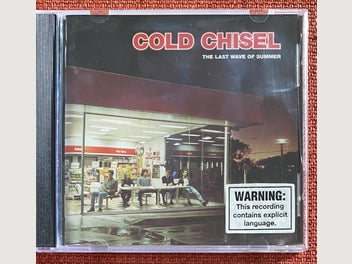 COLD CHISEL
THE LAST WAVE OF SUMMER
WARNING:
This recording
contains explicit
language.